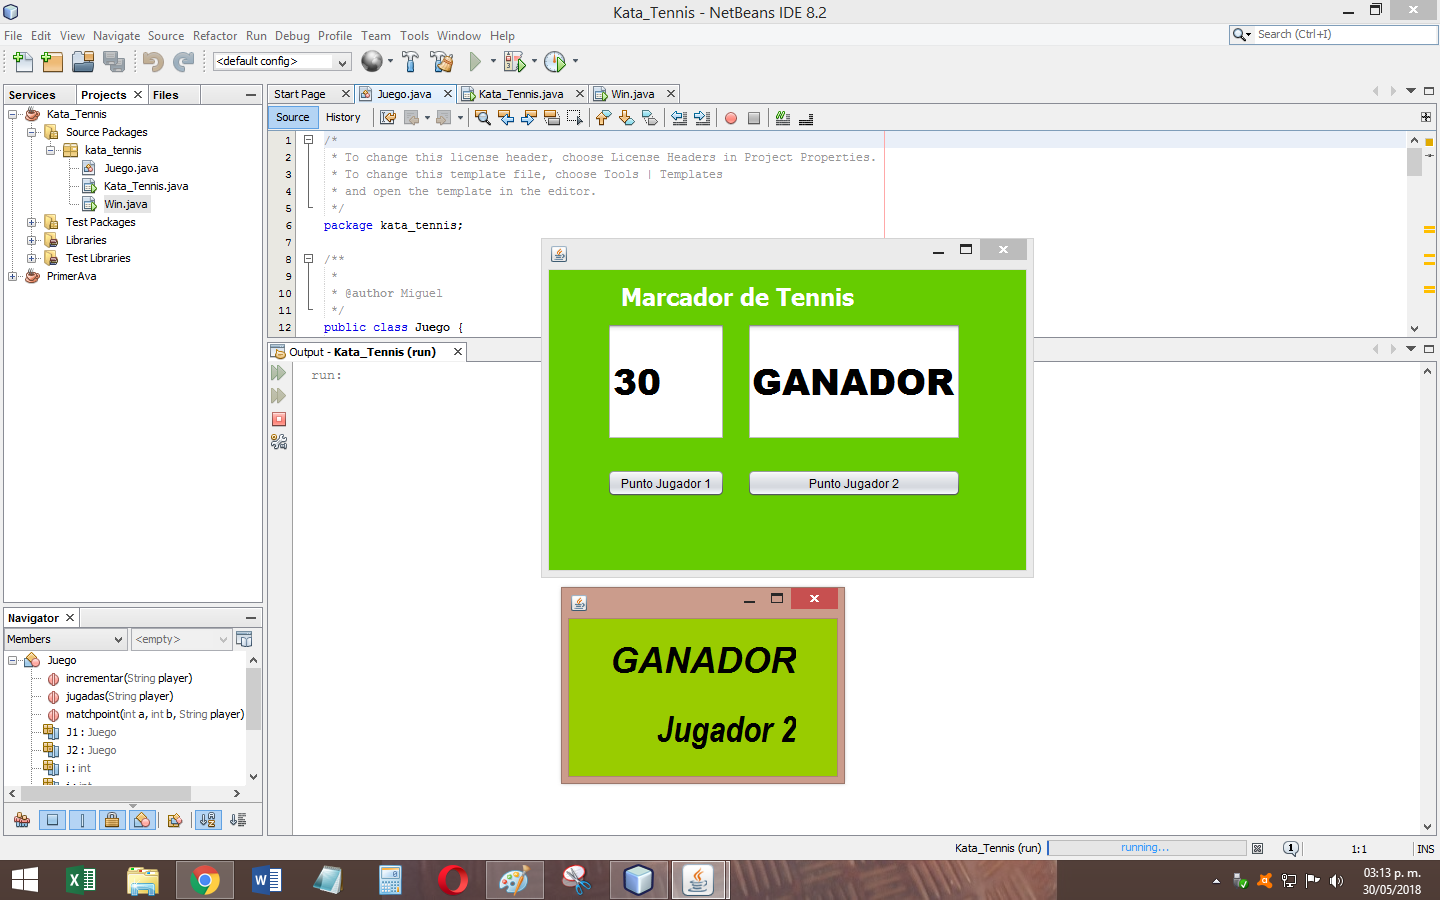 Kata_Tennis - NetBeans IDE 8.2
File Edit View Navigate Source Refactor Run Debug Profile Team Tools Window Help
Search (Ctrl+I)
<default config>
Services Projects Files
Kata_Tennis
Source Packages
kata_tennis
Juego.java
Kata_Tennis.java
Win.java
Test Packages
Libraries
Test Libraries
PrimerAva
Start Page Juego.java Kata_Tennis.java Win.java
Source History
1 /*
2 * To change this license header, choose License Headers in Project Properties.
3 * To change this template file, choose Tools | Templates
4 * and open the template in the editor.
5 */
6 package kata_tennis;
7
8 /**
9 *
10 * @author Miguel
11 */
12 public class Juego {
Output - Kata_Tennis (run)
run:
Marcador de Tennis
30 GANADOR
Punto Jugador 1 Punto Jugador 2
GANADOR
Jugador 2
Navigator
Members <empty>
Juego
incrementar(String player)
jugadas(String player)
matchpoint(int a, int b, String player)
J1 : Juego
J2 : Juego
i : int
Kata_Tennis (run) running... 1 1:1 INS
03:13 p. m.
30/05/2018